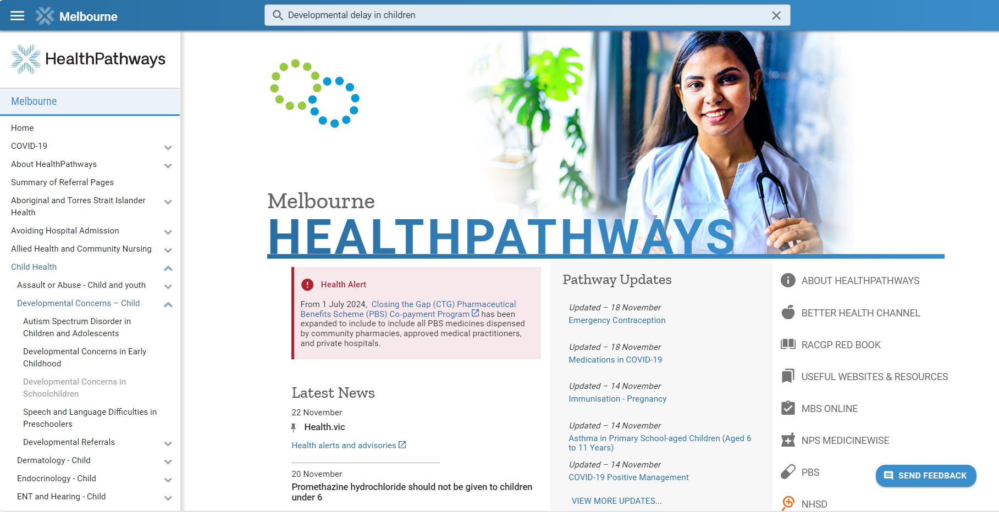 Melbourne
Developmental delay in children
HealthPathways
Melbourne
Home
COVID-19
About HealthPathways
Summary of Referral Pages
Aboriginal and Torres Strait Islander
Health
Avoiding Hospital Admission
Allied Health and Community Nursing
Child Health
Assault or Abuse - Child and youth
Developmental Concerns – Child
Autism Spectrum Disorder in
Children and Adolescents
Developmental Concerns in Early
Childhood
Developmental Concerns in
Schoolchildren
Speech and Language Difficulties in
Preschoolers
Developmental Referrals
Dermatology - Child
Endocrinology - Child
ENT and Hearing - Child
Melbourne
HEALTHPATHWAYS
Health Alert
From 1 July 2024, Closing the Gap (CTG) Pharmaceutical
Benefits Scheme (PBS) Co-payment Program has been
expanded to include to include all PBS medicines dispensed
by community pharmacies, approved medical practitioners,
and private hospitals.
Latest News
22 November
Health.vic
Health alerts and advisories
20 November
Promethazine hydrochloride should not be given to children
under 6
Pathway Updates
Updated – 18 November
Emergency Contraception
Updated – 18 November
Medications in COVID-19
Updated – 14 November
Immunisation - Pregnancy
Updated – 14 November
Asthma in Primary School-aged Children (Aged 6
to 11 Years)
Updated – 14 November
COVID-19 Positive Management
VIEW MORE UPDATES...
ABOUT HEALTHPATHWAYS
BETTER HEALTH CHANNEL
RACGP RED BOOK
USEFUL WEBSITES & RESOURCES
MBS ONLINE
NPS MEDICINEWISE
PBS
NHSD
SEND FEEDBACK